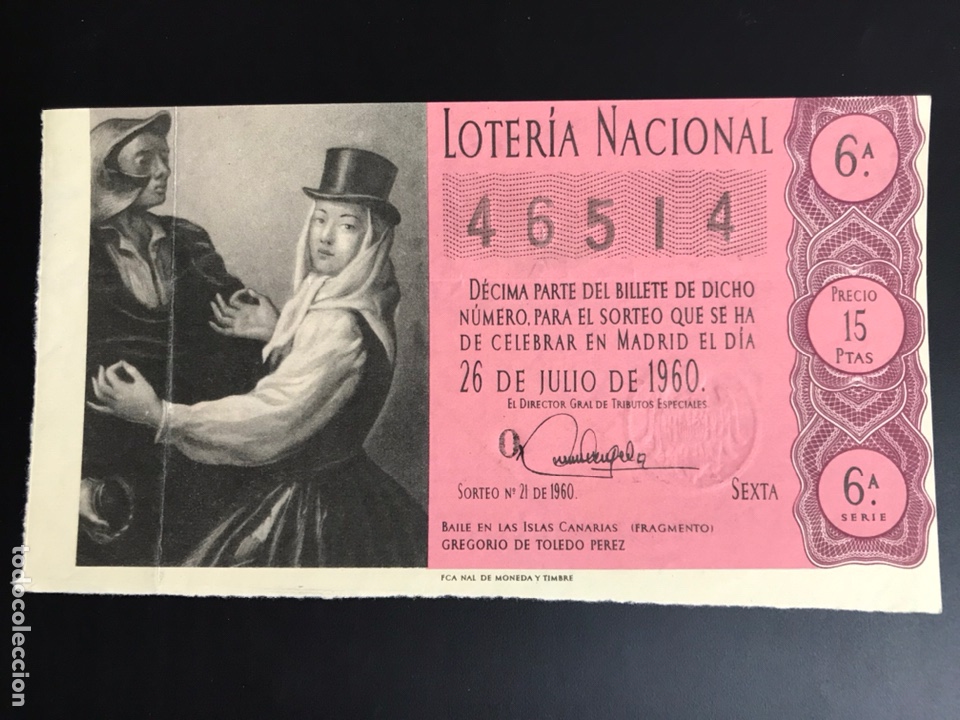 LOTERÍA NACIONAL
6.ª
46514
DÉCIMA PARTE DEL BILLETE DE DICHO
NÚMERO, PARA EL SORTEO QUE SE HA
DE CELEBRAR EN MADRID EL DÍA
26 DE JULIO DE 1960.
PRECIO
15
PTAS
EL DIRECTOR GRAL DE TRIBUTOS ESPECIALES
SORTEO Nº 21 DE 1960.
SEXTA
6.ª
SERIE
BAILE EN LAS ISLAS CANARIAS (FRAGMENTO)
GREGORIO DE TOLEDO PEREZ
FCA NAL DE MONEDA Y TIMBRE
todocoleccion